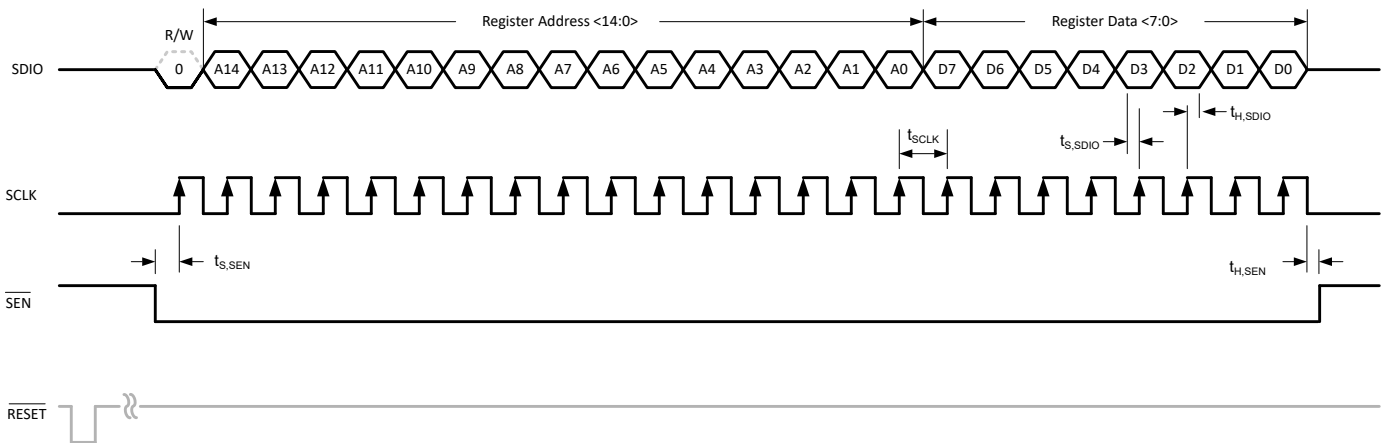 Register Address <14:0>
Register Data <7:0>
R/W
SDIO
0 A14 A13 A12 A11 A10 A9 A8 A7 A6 A5 A4 A3 A2 A1 A0 D7 D6 D5 D4 D3 D2 D1 D0
tH,SDIO
tSCLK
tS,SDIO
SCLK
tS,SEN
tH,SEN
SEN
RESET